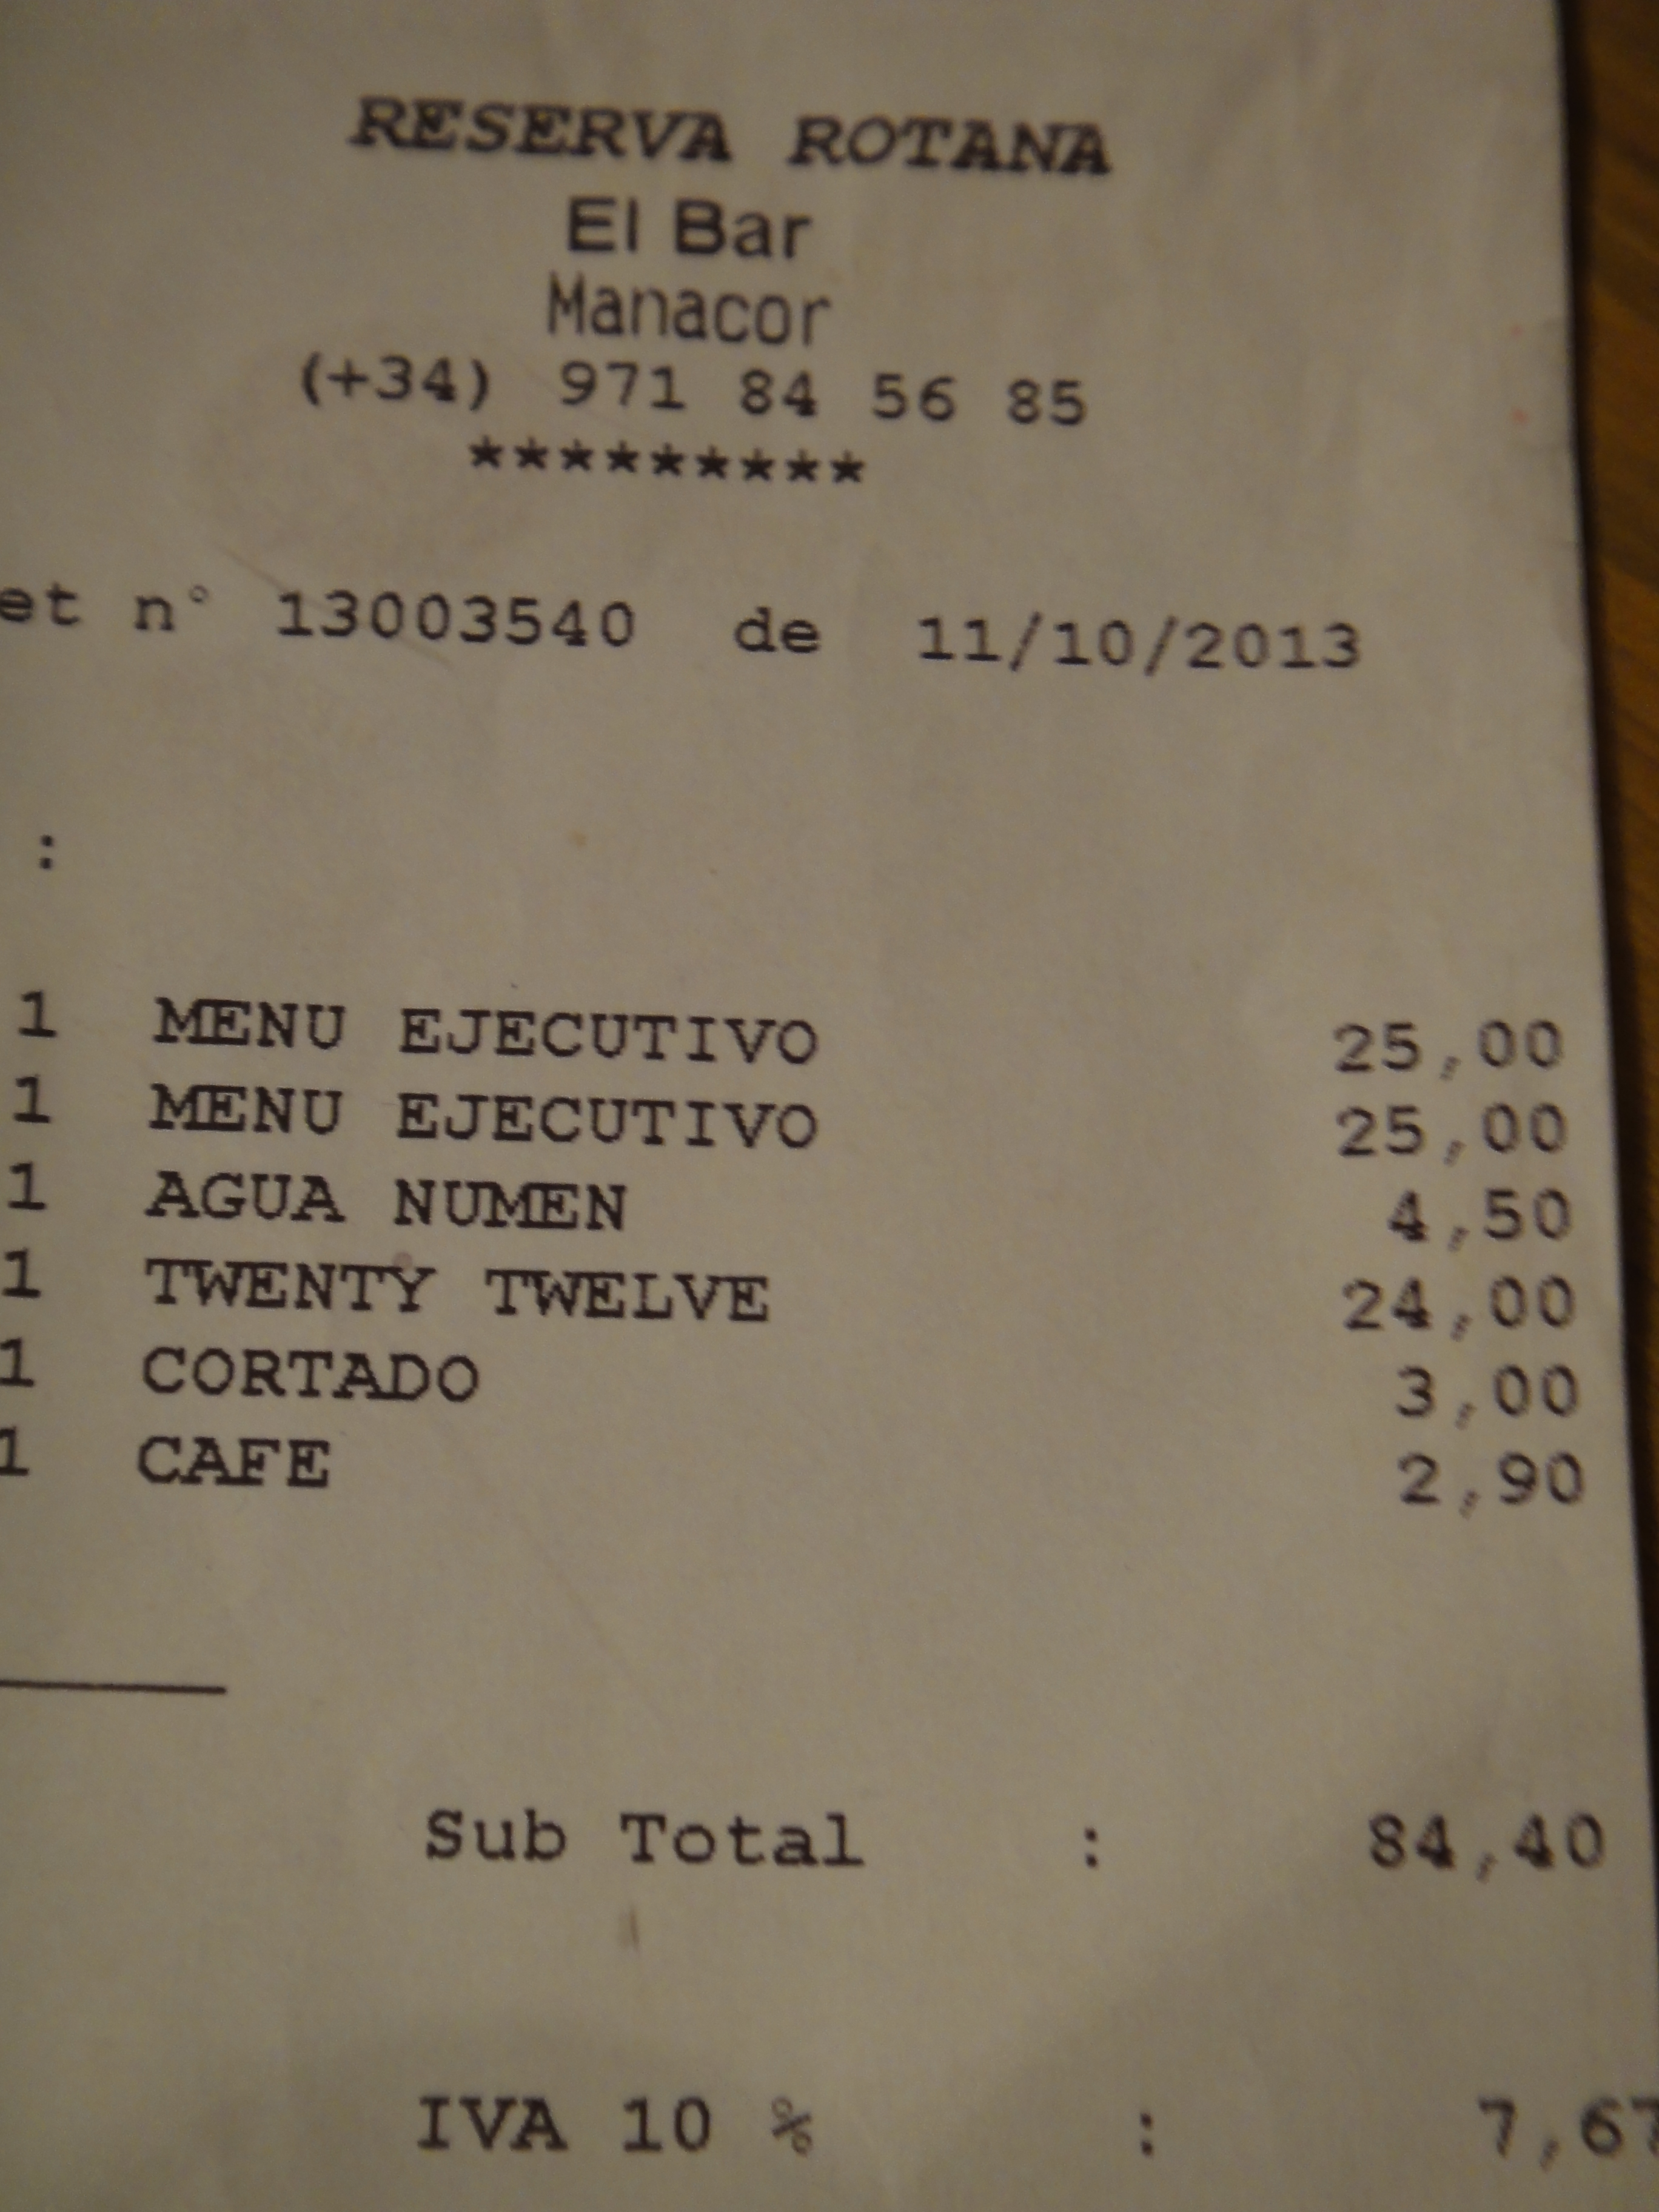 RESERVA ROTANA
El Bar
Manacor
(+34) 971 84 56 85
*********
et n° 13003540 de 11/10/2013
:
1 MENU EJECUTIVO 25,00
1 MENU EJECUTIVO 25,00
1 AGUA NUMEN 4,50
1 TWENTY TWELVE 24,00
1 CORTADO 3,00
1 CAFE 2,90
Sub Total : 84,40
IVA 10 % : 7,67